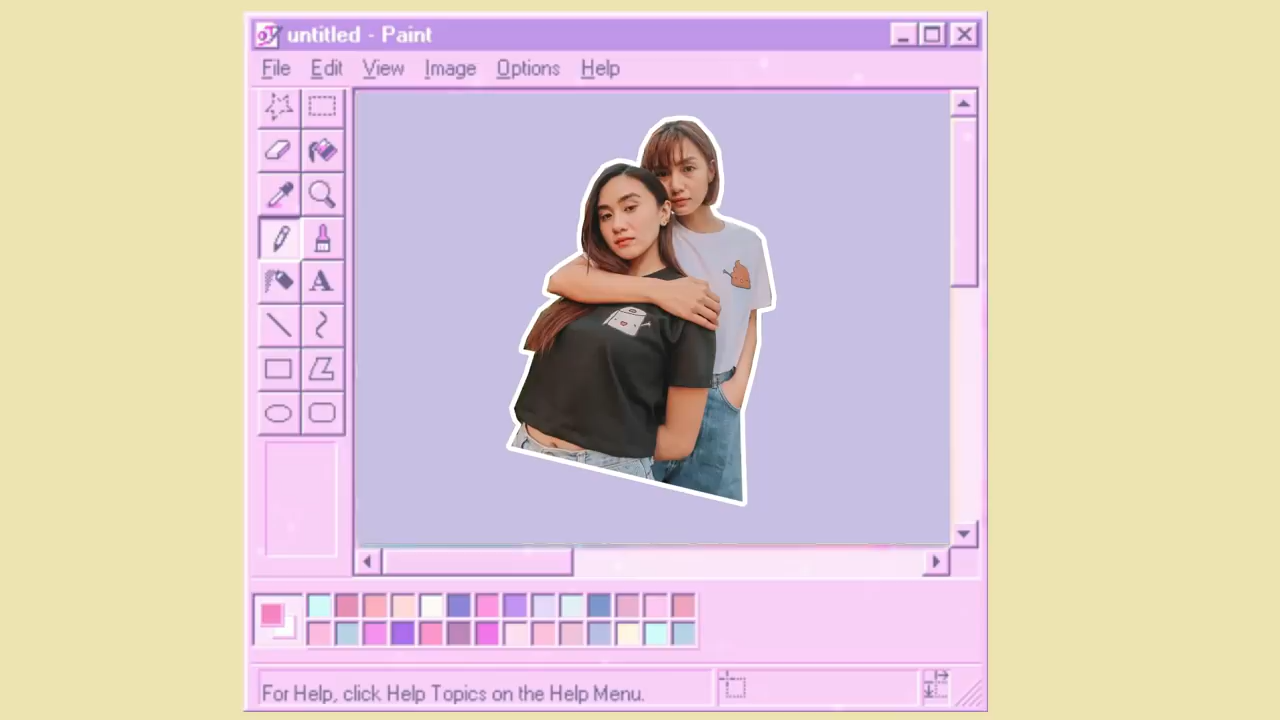 untitled - Paint
File Edit View Image Options Help
A
For Help, click Help Topics on the Help Menu.